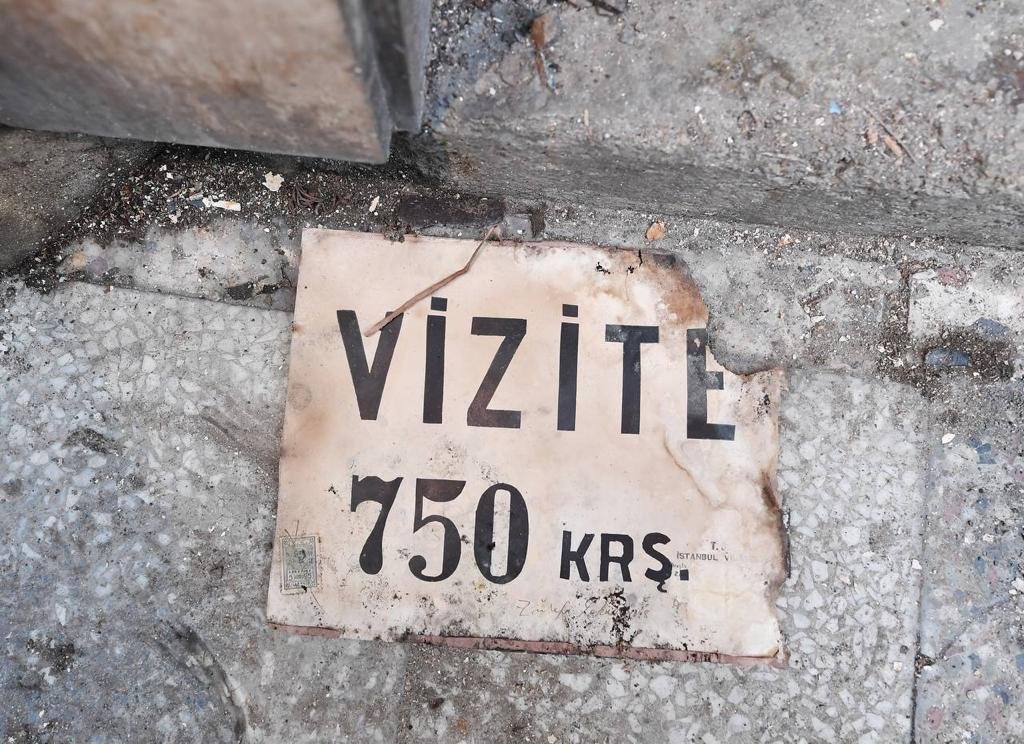 VİZİTE
750 KRŞ.
T.
İSTANBUL